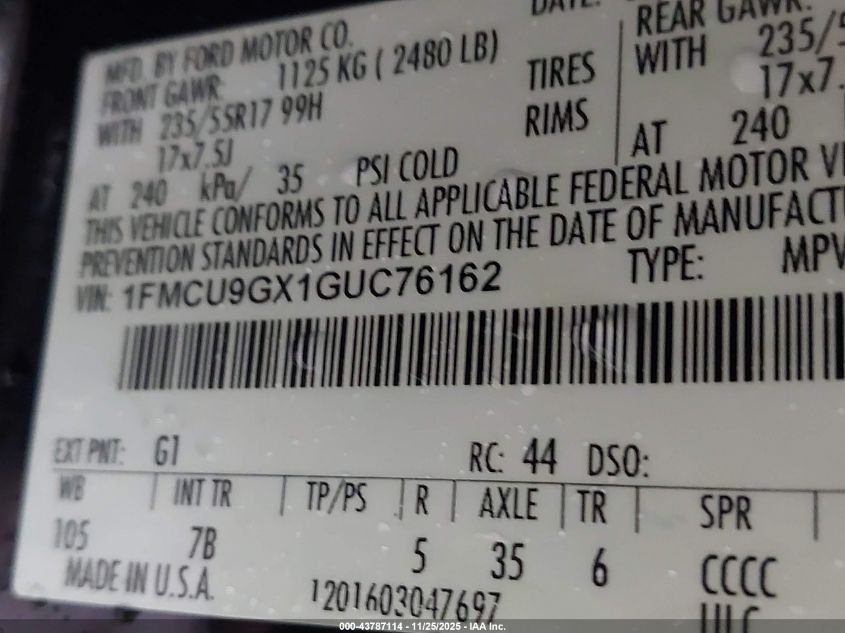 DATE:
MFD. BY FORD MOTOR CO.
FRONT GAWR: 1125 KG ( 2480 LB)
WITH 235/55R17 99H TIRES
17x7.5J RIMS
AT 240 kPa/ 35 PSI COLD
REAR GAWR:
WITH 235/5
17x7.
AT 240
THIS VEHICLE CONFORMS TO ALL APPLICABLE FEDERAL MOTOR
PREVENTION STANDARDS IN EFFECT ON THE DATE OF MANUFACT
VIN: 1FMCU9GX1GUC76162 TYPE: MPV
EXT PNT: G1 RC: 44 DSO:
WB INT TR TP/PS R AXLE TR SPR
105 7B 5 35 6 CCCC
MADE IN U.S.A. 1201603047697
000-43787114 - 11/25/2025 - IAA Inc.